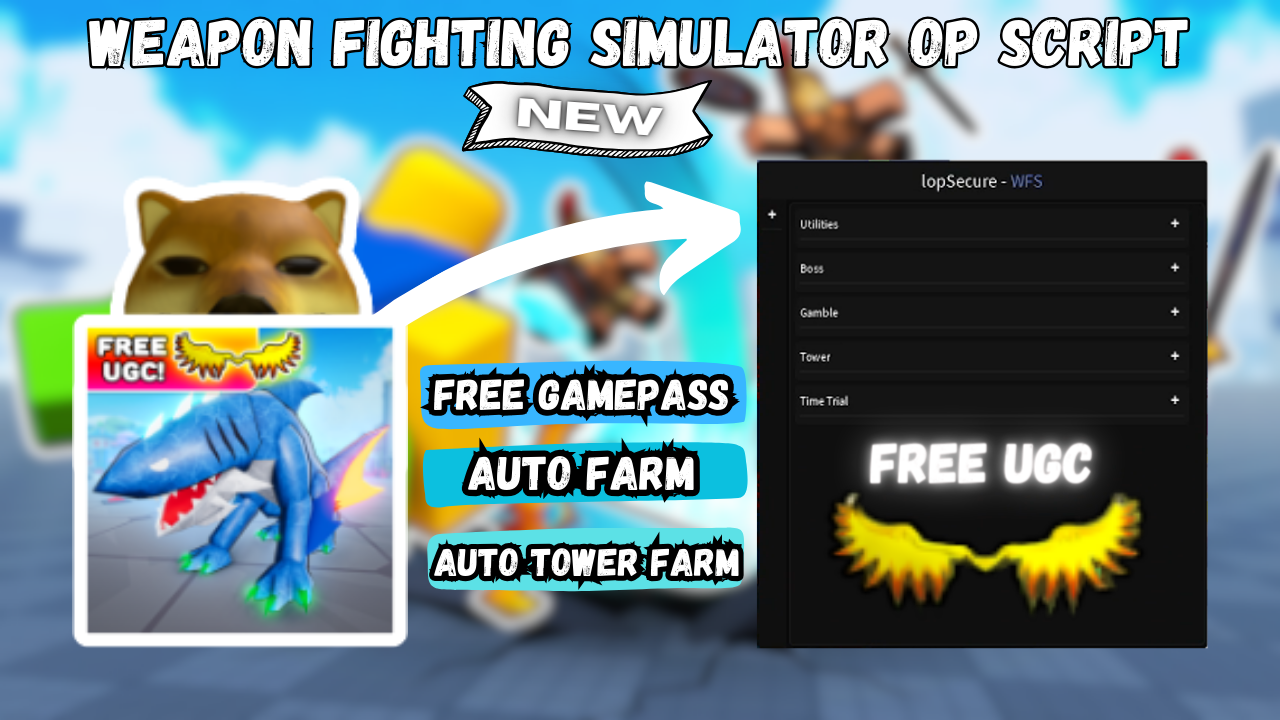 WEAPON FIGHTING SIMULATOR OP SCRIPT
NEW
lopSecure - WFS
+
Utilities +
Boss +
Gamble +
Tower +
Time Trial +
FREE UGC
FREE
UGC!
FREE GAMEPASS
AUTO FARM
AUTO TOWER FARM